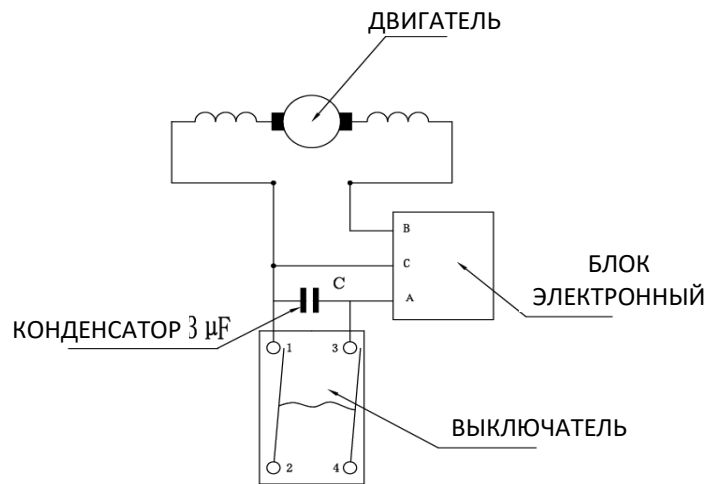 ДВИГАТЕЛЬ
B
C
БЛОК
ЭЛЕКТРОННЫЙ
C
A
КОНДЕНСАТОР 3 µF
1
3
ВЫКЛЮЧАТЕЛЬ
2
4